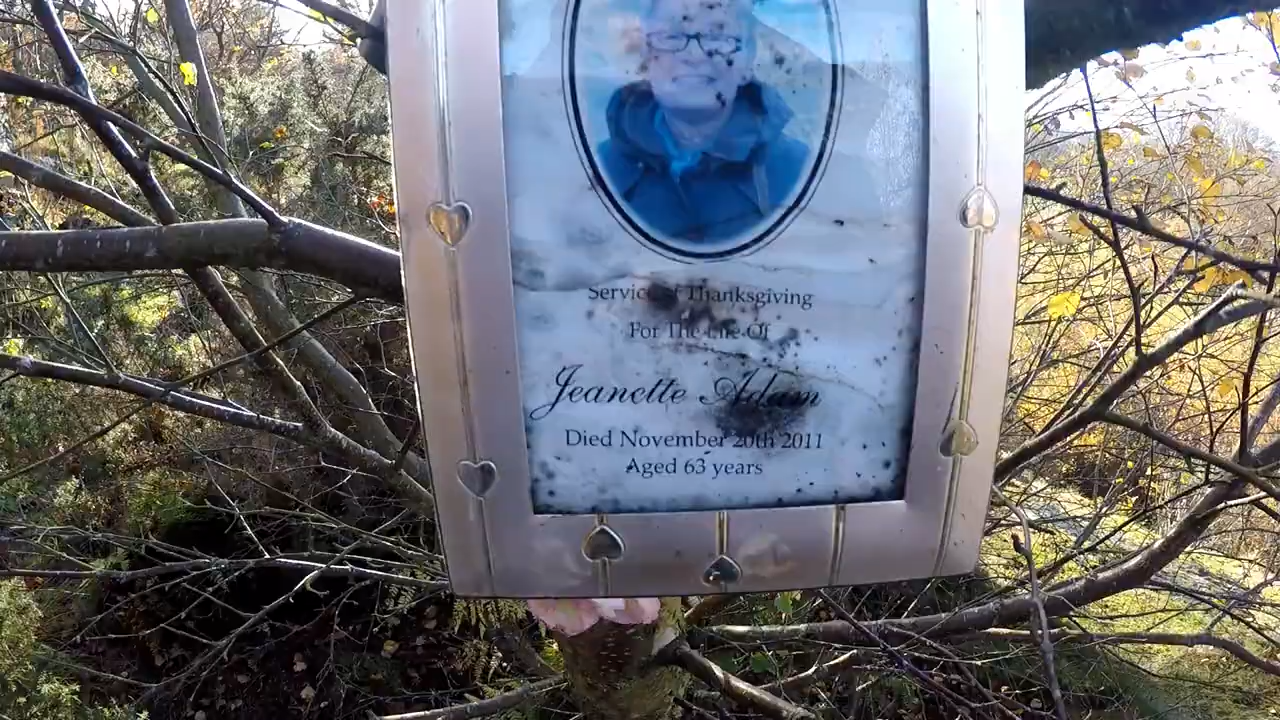 Service of Thanksgiving
For The Life Of
Jeanette Adam
Died November 20th 2011
Aged 63 years